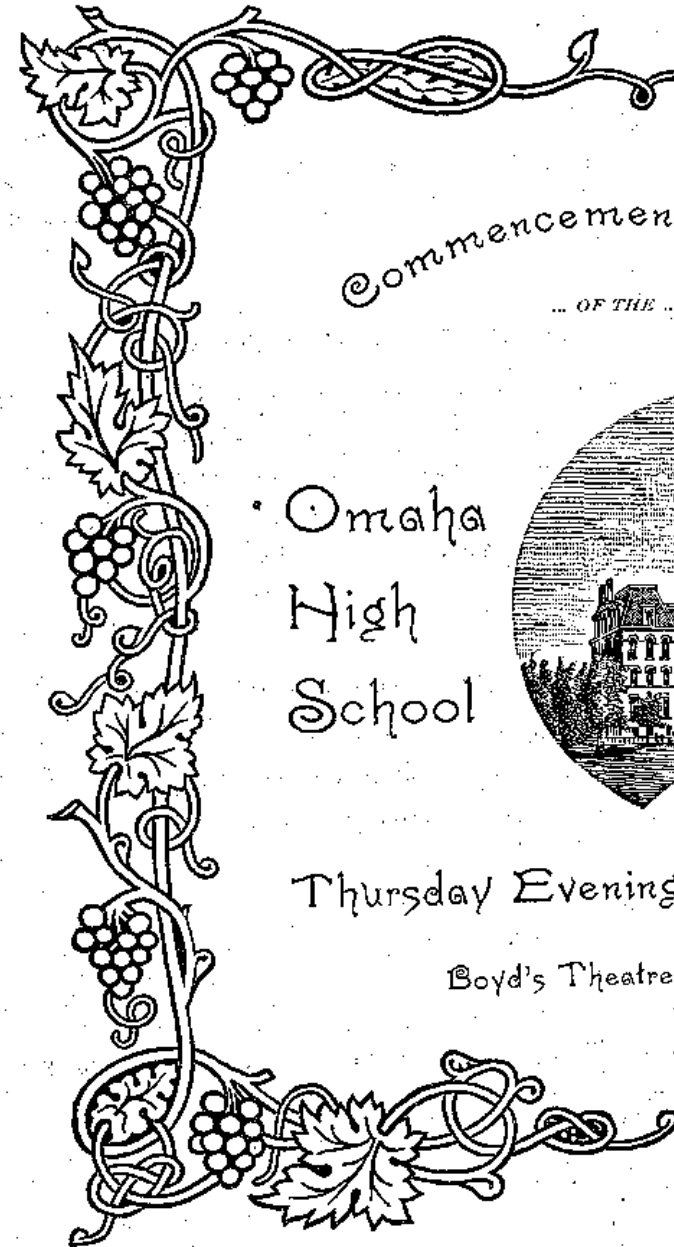 Commencemen
... OF THE ..
Omaha
High
School
Thursday Evening
Boyd's Theatre